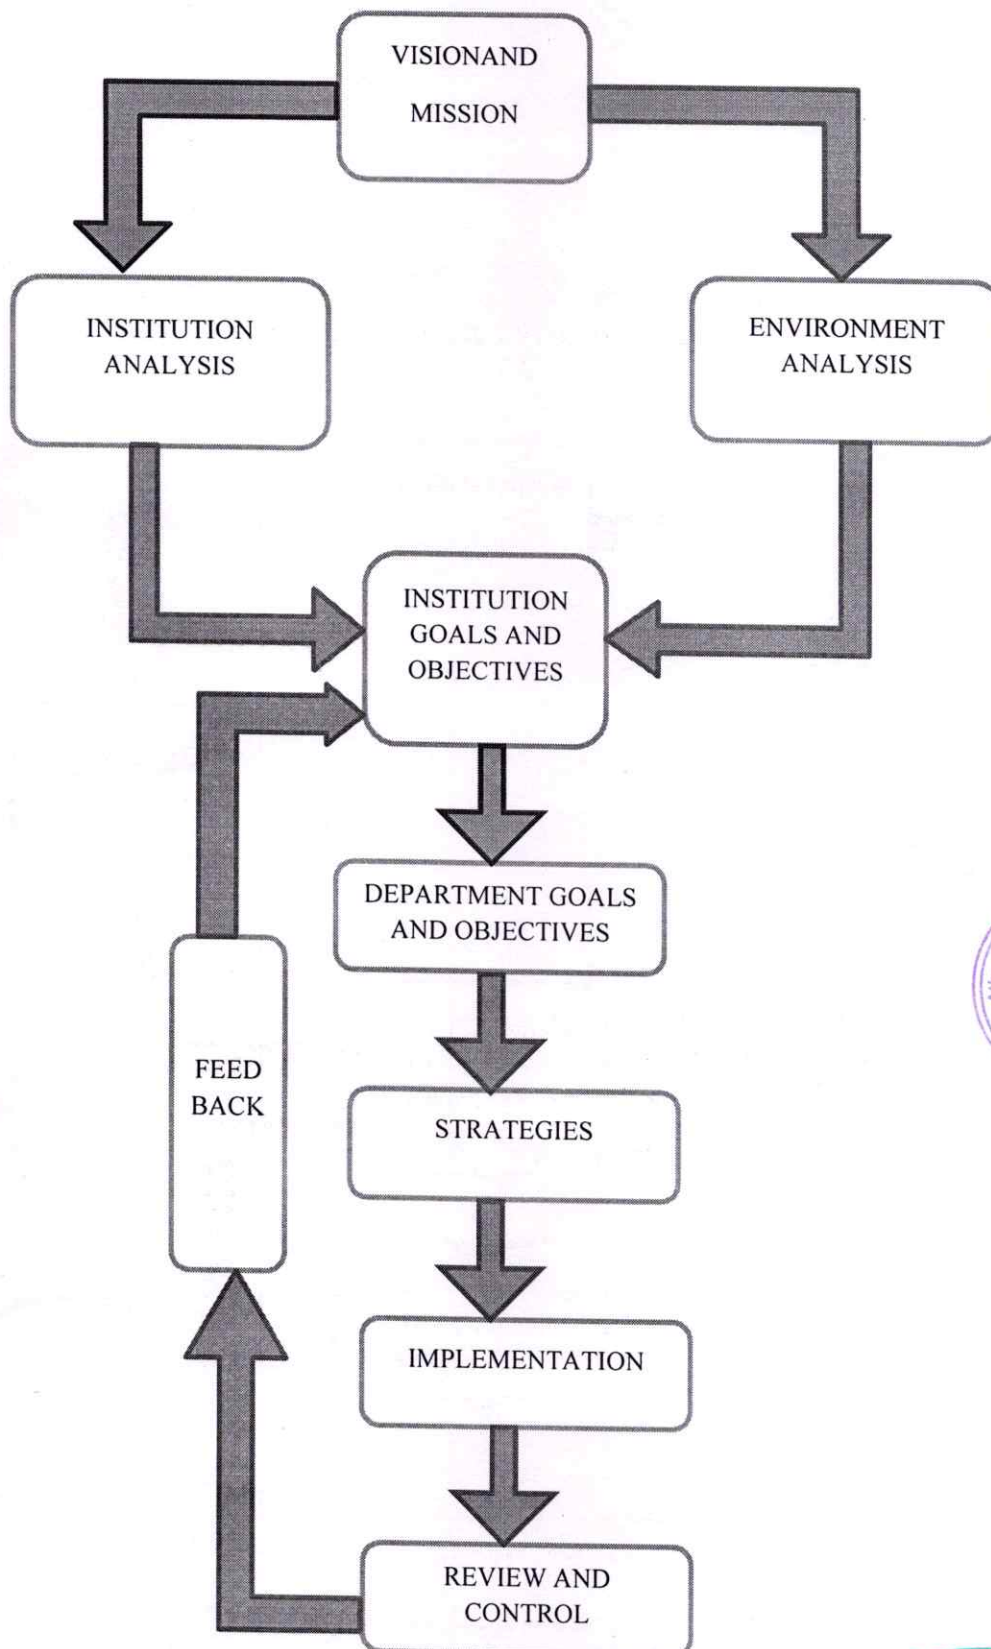 VISIONAND
MISSION
INSTITUTION
ANALYSIS
ENVIRONMENT
ANALYSIS
INSTITUTION
GOALS AND
OBJECTIVES
DEPARTMENT GOALS
AND OBJECTIVES
FEED
BACK
STRATEGIES
IMPLEMENTATION
REVIEW AND
CONTROL